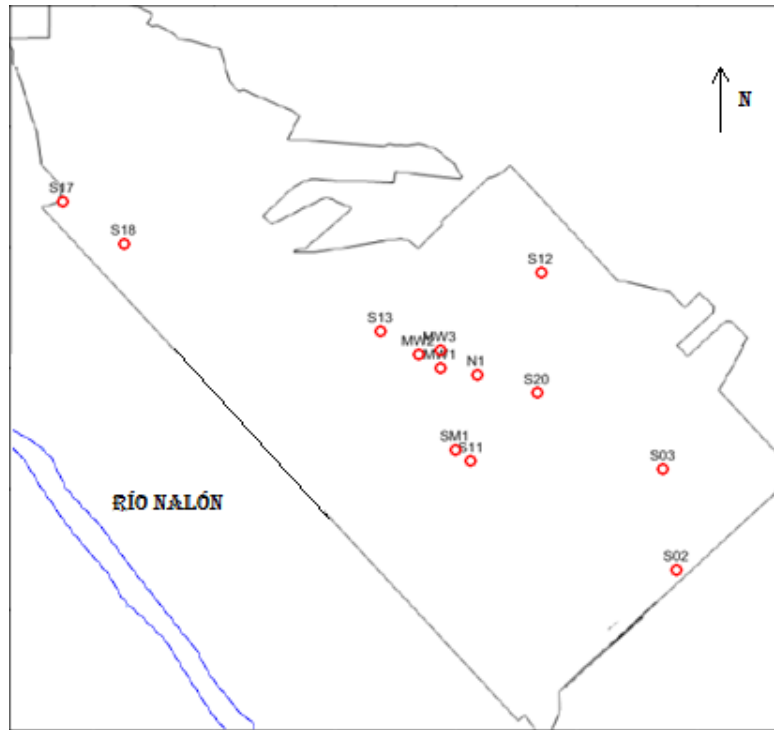 N
S17
S18
S12
S13
MW3
MW2
MW1
N1
S20
SM1
S11
S03
RÍO NALÓN
S02